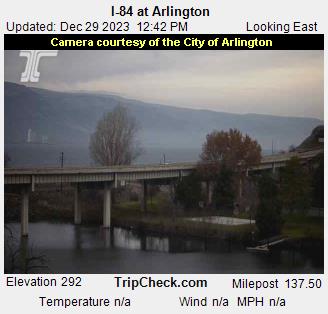 I-84 at Arlington
Updated: Dec 29 2023 12:42 PM Looking East
Camera courtesy of the City of Arlington
Elevation 292 TripCheck.com Milepost 137.50
Temperature n/a Wind n/a MPH n/a